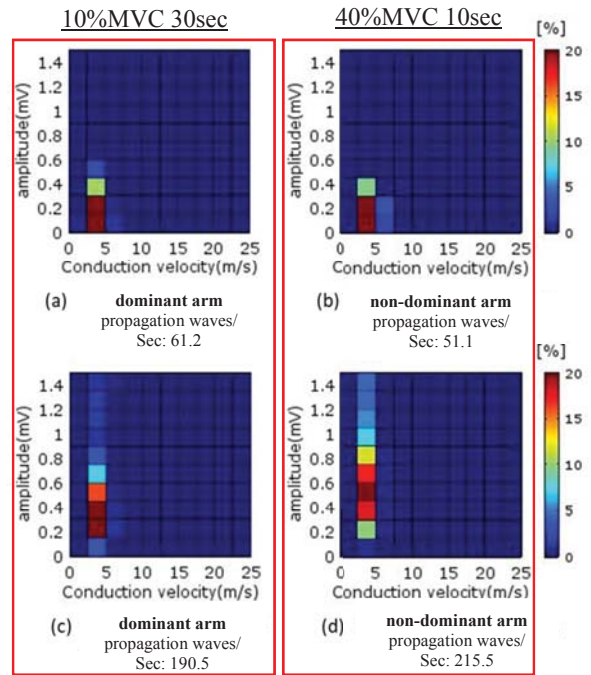 10%MVC 30sec
40%MVC 10sec
[%]
1.4
1.2
1
0.8
0.6
0.4
0.2
0
amplitude(mV)
0 5 10 15 20 25
Conduction velocity(m/s)
(a)
dominant arm
propagation waves/
Sec: 61.2
1.4
1.2
1
0.8
0.6
0.4
0.2
0
amplitude(mV)
0 5 10 15 20 25
Conduction velocity(m/s)
(b)
non-dominant arm
propagation waves/
Sec: 51.1
20
15
10
5
0
[%]
1.4
1.2
1
0.8
0.6
0.4
0.2
0
amplitude(mV)
0 5 10 15 20 25
Conduction velocity(m/s)
(c)
dominant arm
propagation waves/
Sec: 190.5
1.4
1.2
1
0.8
0.6
0.4
0.2
0
amplitude(mV)
0 5 10 15 20 25
Conduction velocity(m/s)
(d)
non-dominant arm
propagation waves/
Sec: 215.5
20
15
10
5
0